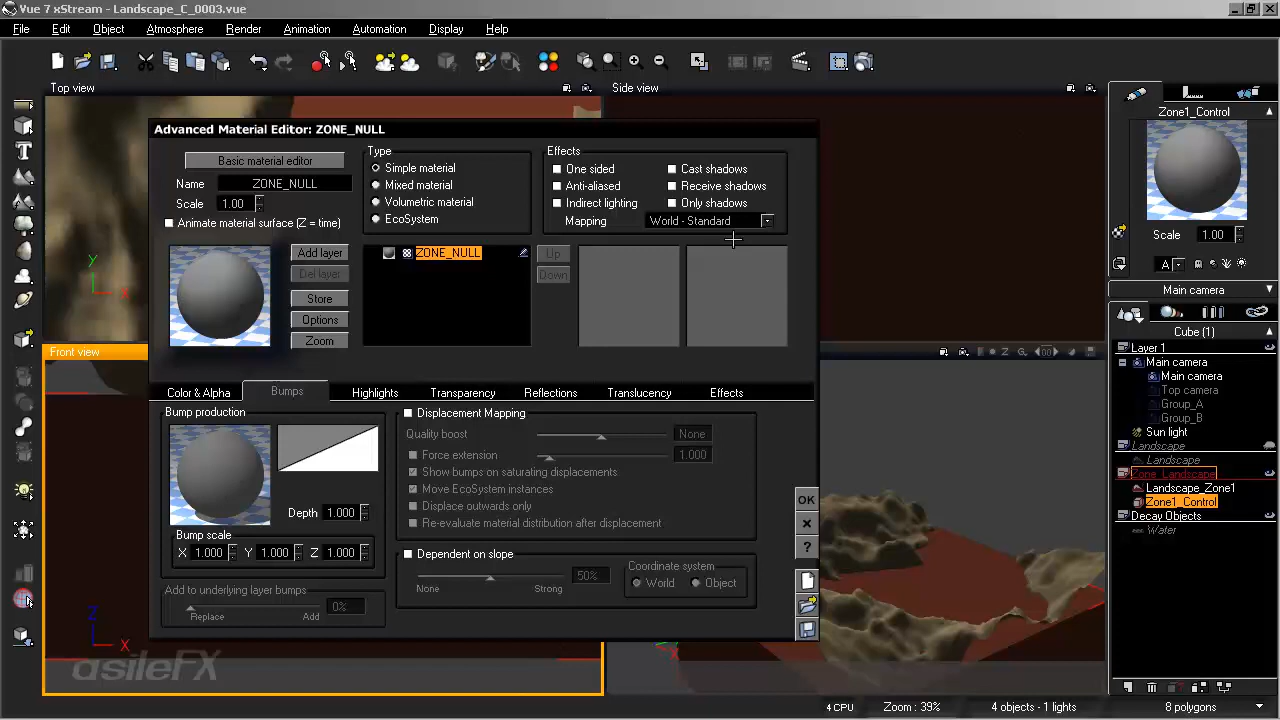 Vue 7 xStream - Landscape_C_0003.vue
File Edit Object Atmosphere Render Animation Automation Display Help
Top view
Side view
Advanced Material Editor: ZONE_NULL
Basic material editor
Name ZONE_NULL
Scale 1.00
Animate material surface (Z = time)
Type
Simple material
Mixed material
Volumetric material
EcoSystem
Effects
One sided
Cast shadows
Anti-aliased
Receive shadows
Indirect lighting
Only shadows
Mapping World - Standard
Add layer
Del layer
Store
Options
Zoom
ZONE_NULL
Up
Down
Color & Alpha Bumps Highlights Transparency Reflections Translucency Effects
Bump production
Depth 1.000
Bump scale
X 1.000 Y 1.000 Z 1.000
Add to underlying layer bumps
0%
Replace Add
Displacement Mapping
Quality boost None
Force extension 1.000
Show bumps on saturating displacements
Move EcoSystem instances
Displace outwards only
Re-evaluate material distribution after displacement
Dependent on slope
50%
None Strong
Coordinate system
World Object
OK
?
Front view
Y
X
Z
X
X
asileFX
Zone1_Control
Scale 1.00
A
Main camera
Cube (1)
Layer 1
Main camera
Main camera
Top camera
Group_A
Group_B
Sun light
Landscape
Landscape
Zone_Landscape
Landscape_Zone1
Zone1_Control
Decay Objects
Water
4 CPU Zoom : 39% 4 objects - 1 lights 8 polygons